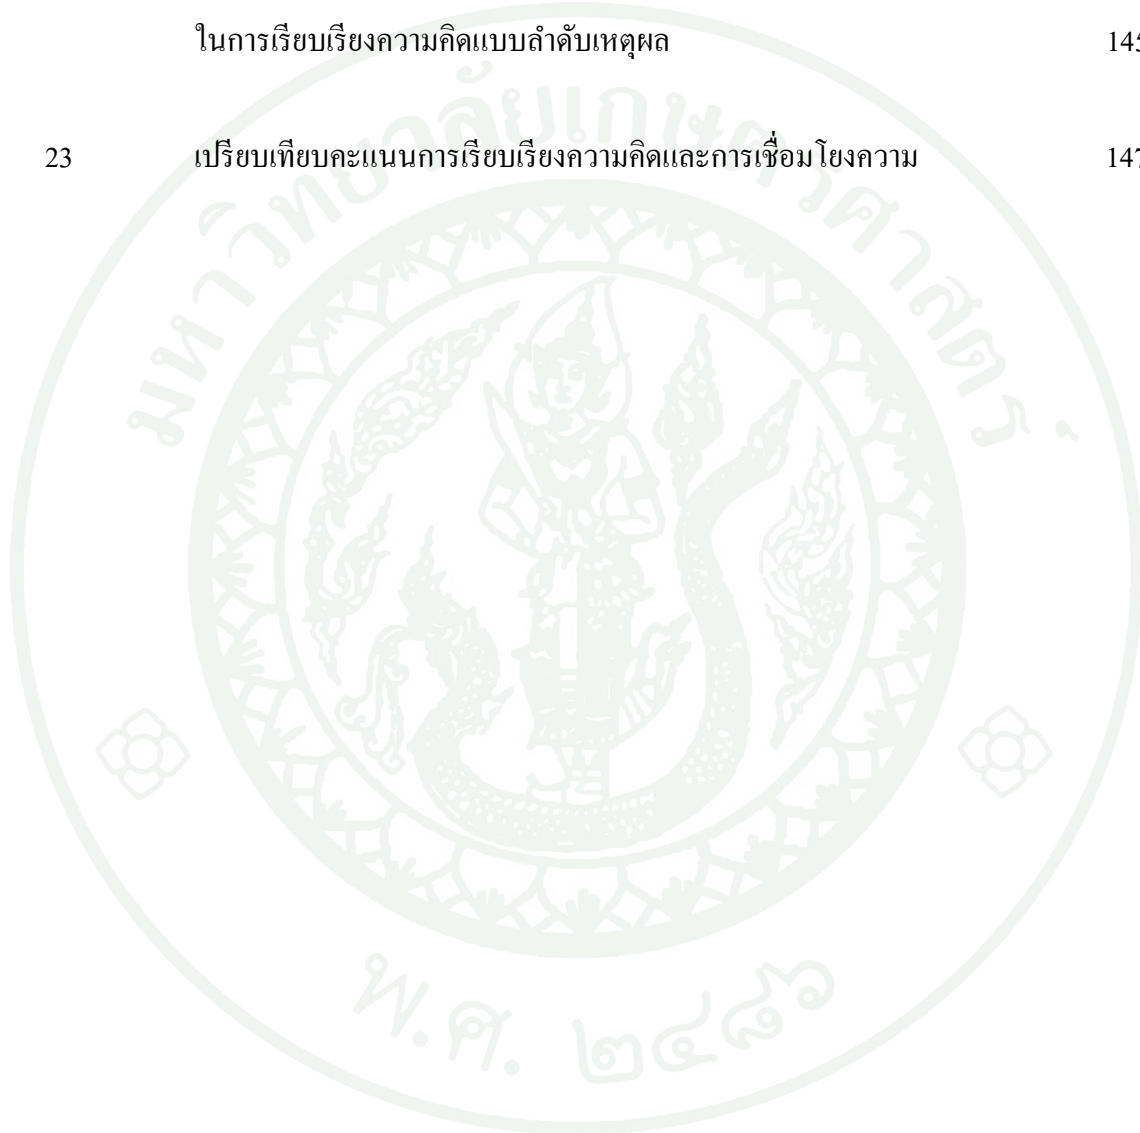 ในการเรียบเรียงความคิดแบบลำดับเหตุผล 145
23 เปรียบเทียบคะแนนการเรียบเรียงความคิดและการเชื่อมโยงความ 147
มหาวิทยาลัยเกษตรศาสตร์
พ.ศ. ๒๔๘๖